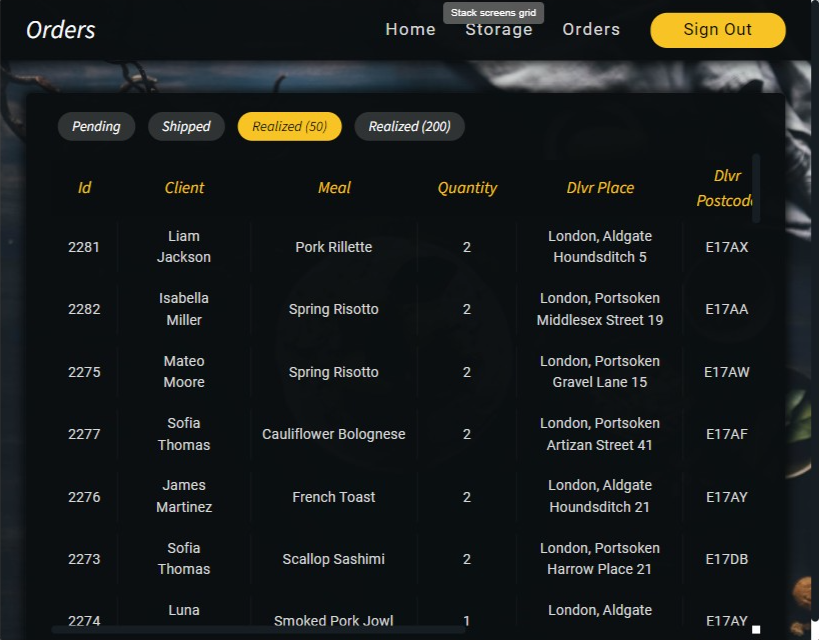 Stack screens grid
Orders Home Storage Orders Sign Out
Pending Shipped Realized (50) Realized (200)
Id Client Meal Quantity Dlvr Place Dlvr
Postcode
2281 Liam Pork Rillette 2 London, Aldgate E17AX
Jackson Houndsditch 5
2282 Isabella Spring Risotto 2 London, Portsoken E17AA
Miller Middlesex Street 19
2275 Mateo Spring Risotto 2 London, Portsoken E17AW
Moore Gravel Lane 15
2277 Sofia Cauliflower Bolognese 2 London, Portsoken E17AF
Thomas Artizan Street 41
2276 James French Toast 2 London, Aldgate E17AY
Martinez Houndsditch 21
2273 Sofia Scallop Sashimi 2 London, Portsoken E17DB
Thomas Harrow Place 21
2274 Luna Smoked Pork Jowl 1 London, Aldgate E17AY